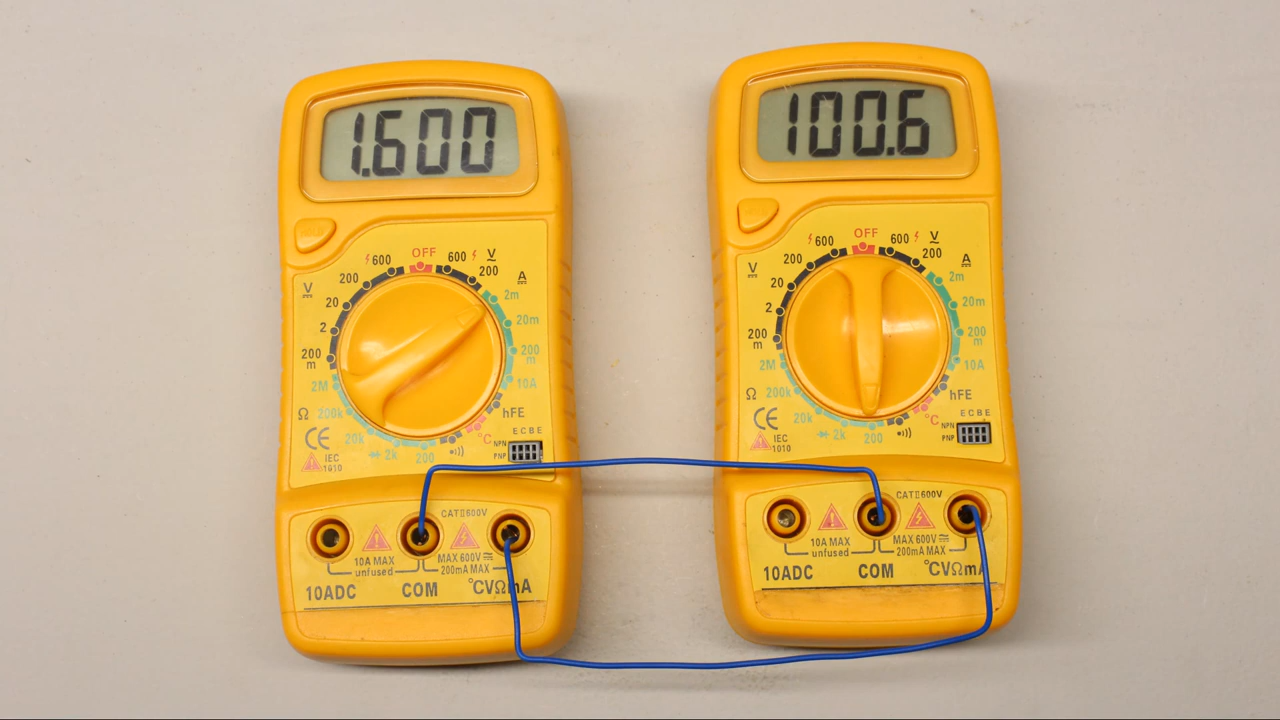 1.600
OFF
600 600 V
200 200 A
V 20 2m
2 20m
200 m 200 m
2M 10A
Ω 200k hFE
20k 2k 200 °C
E C B E
NPN
PNP
CE
IEC
1010
CAT II 600V
10A MAX MAX 600V
unfused 200mA MAX
10ADC COM °CVΩmA
100.6
OFF
600 600 V
200 200 A
V 20 2m
2 20m
200 m 200 m
2M 10A
Ω 200k hFE
20k 2k 200 °C
E C B E
NPN
PNP
CE
IEC
1010
CAT II 600V
10A MAX MAX 600V
unfused 200mA MAX
10ADC COM °CVΩmA